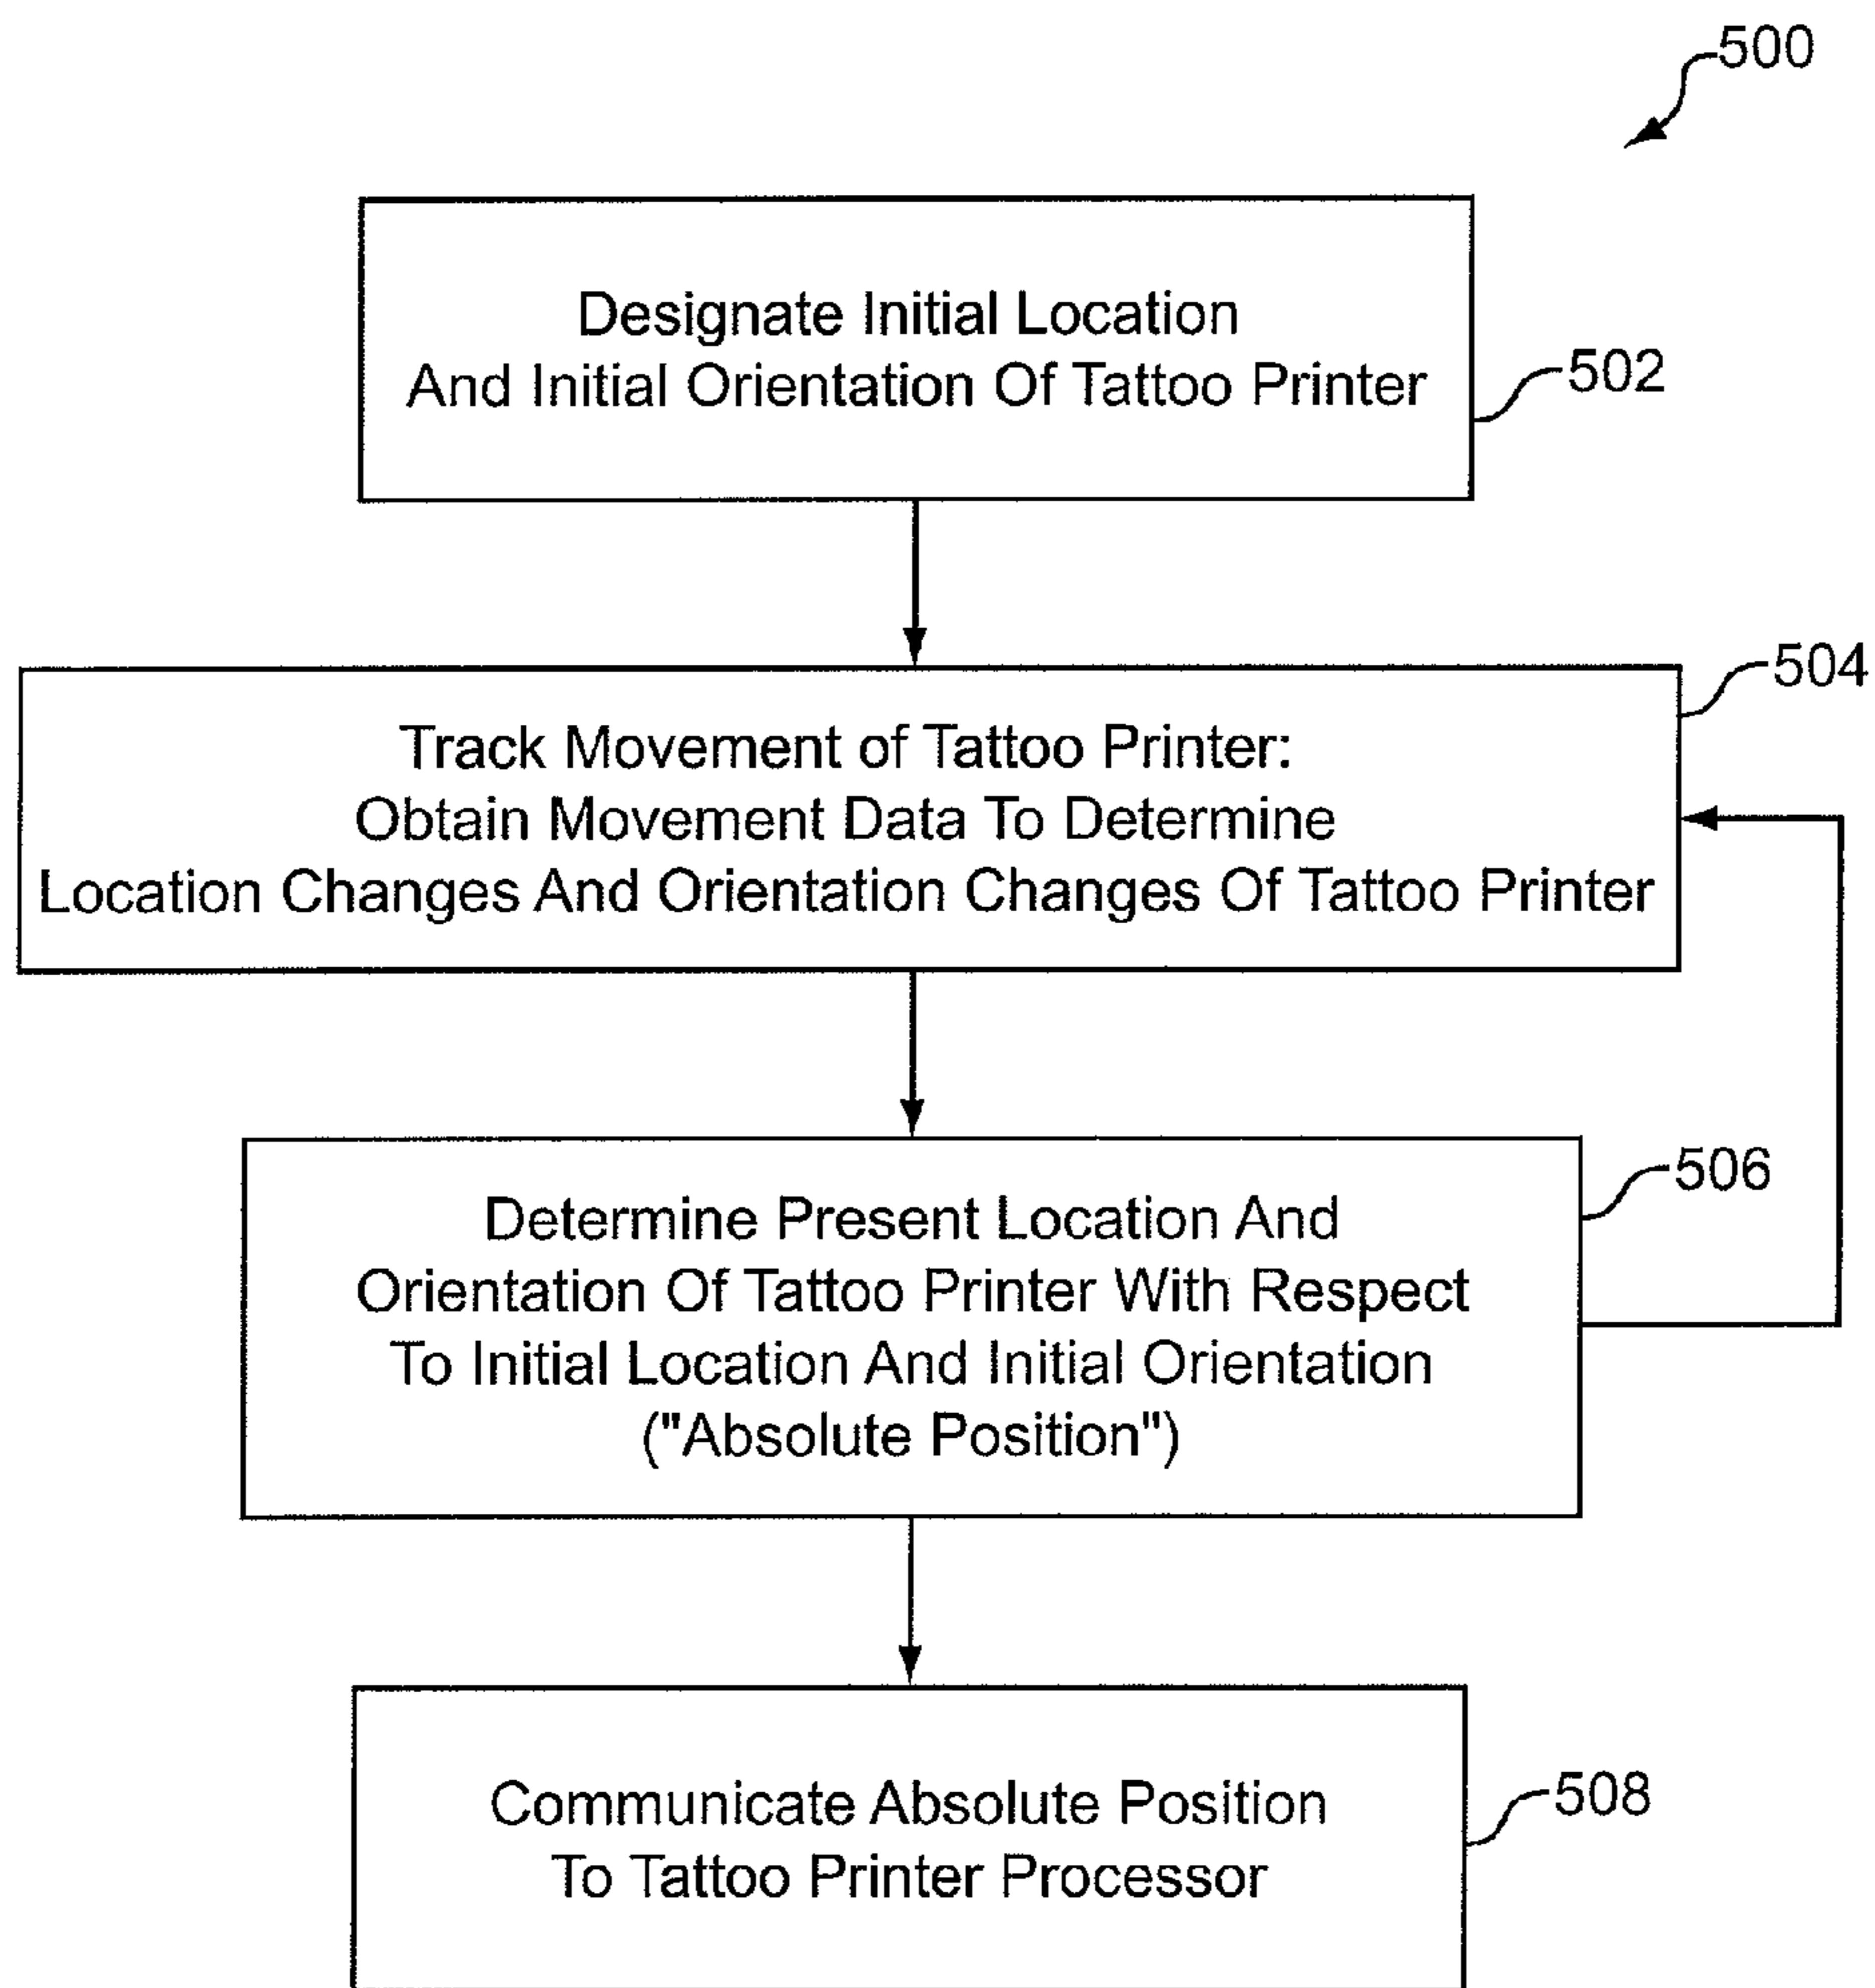 500
Designate Initial Location
And Initial Orientation Of Tattoo Printer
502
504
Track Movement of Tattoo Printer:
Obtain Movement Data To Determine
Location Changes And Orientation Changes Of Tattoo Printer
506
Determine Present Location And
Orientation Of Tattoo Printer With Respect
To Initial Location And Initial Orientation
("Absolute Position")
508
Communicate Absolute Position
To Tattoo Printer Processor